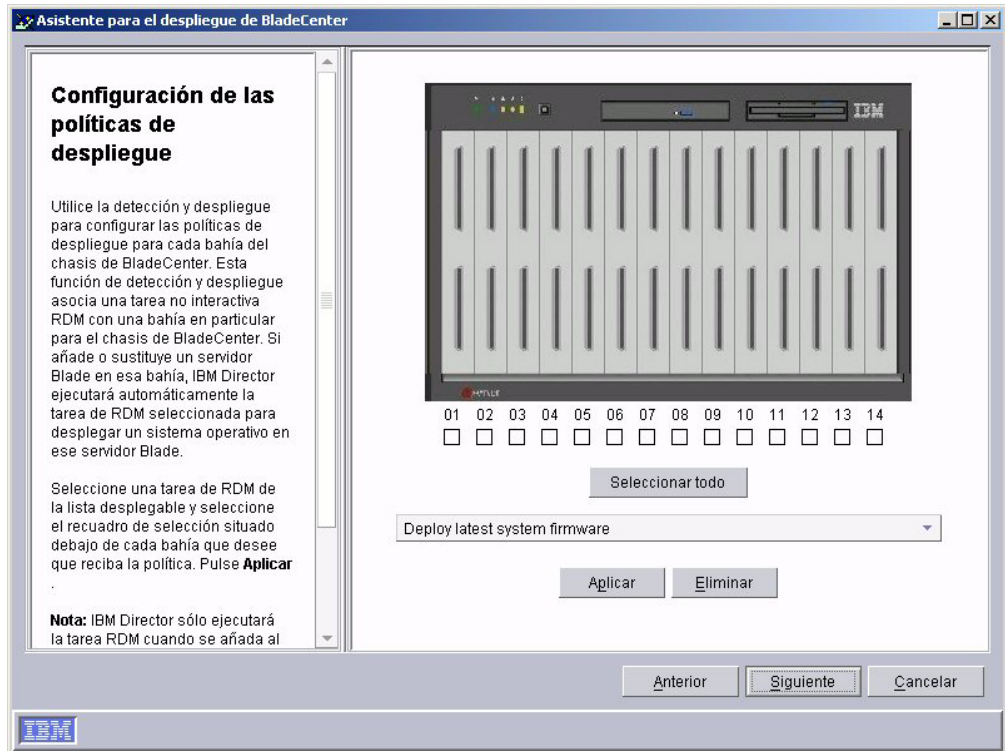 Asistente para el despliegue de BladeCenter
Configuración de las
políticas de
despliegue
Utilice la detección y despliegue
para configurar las políticas de
despliegue para cada bahía del
chasis de BladeCenter. Esta
función de detección y despliegue
asocia una tarea no interactiva
RDM con una bahía en particular
para el chasis de BladeCenter. Si
añade o sustituye un servidor
Blade en esa bahía, IBM Director
ejecutará automáticamente la
tarea de RDM seleccionada para
desplegar un sistema operativo en
ese servidor Blade.
Seleccione una tarea de RDM de
la lista desplegable y seleccione
el recuadro de selección situado
debajo de cada bahía que desee
que reciba la política. Pulse Aplicar
.
Nota: IBM Director sólo ejecutará
la tarea RDM cuando se añada al
IBM
01 02 03 04 05 06 07 08 09 10 11 12 13 14
Seleccionar todo
Deploy latest system firmware
Aplicar Eliminar
Anterior Siguiente Cancelar
IBM